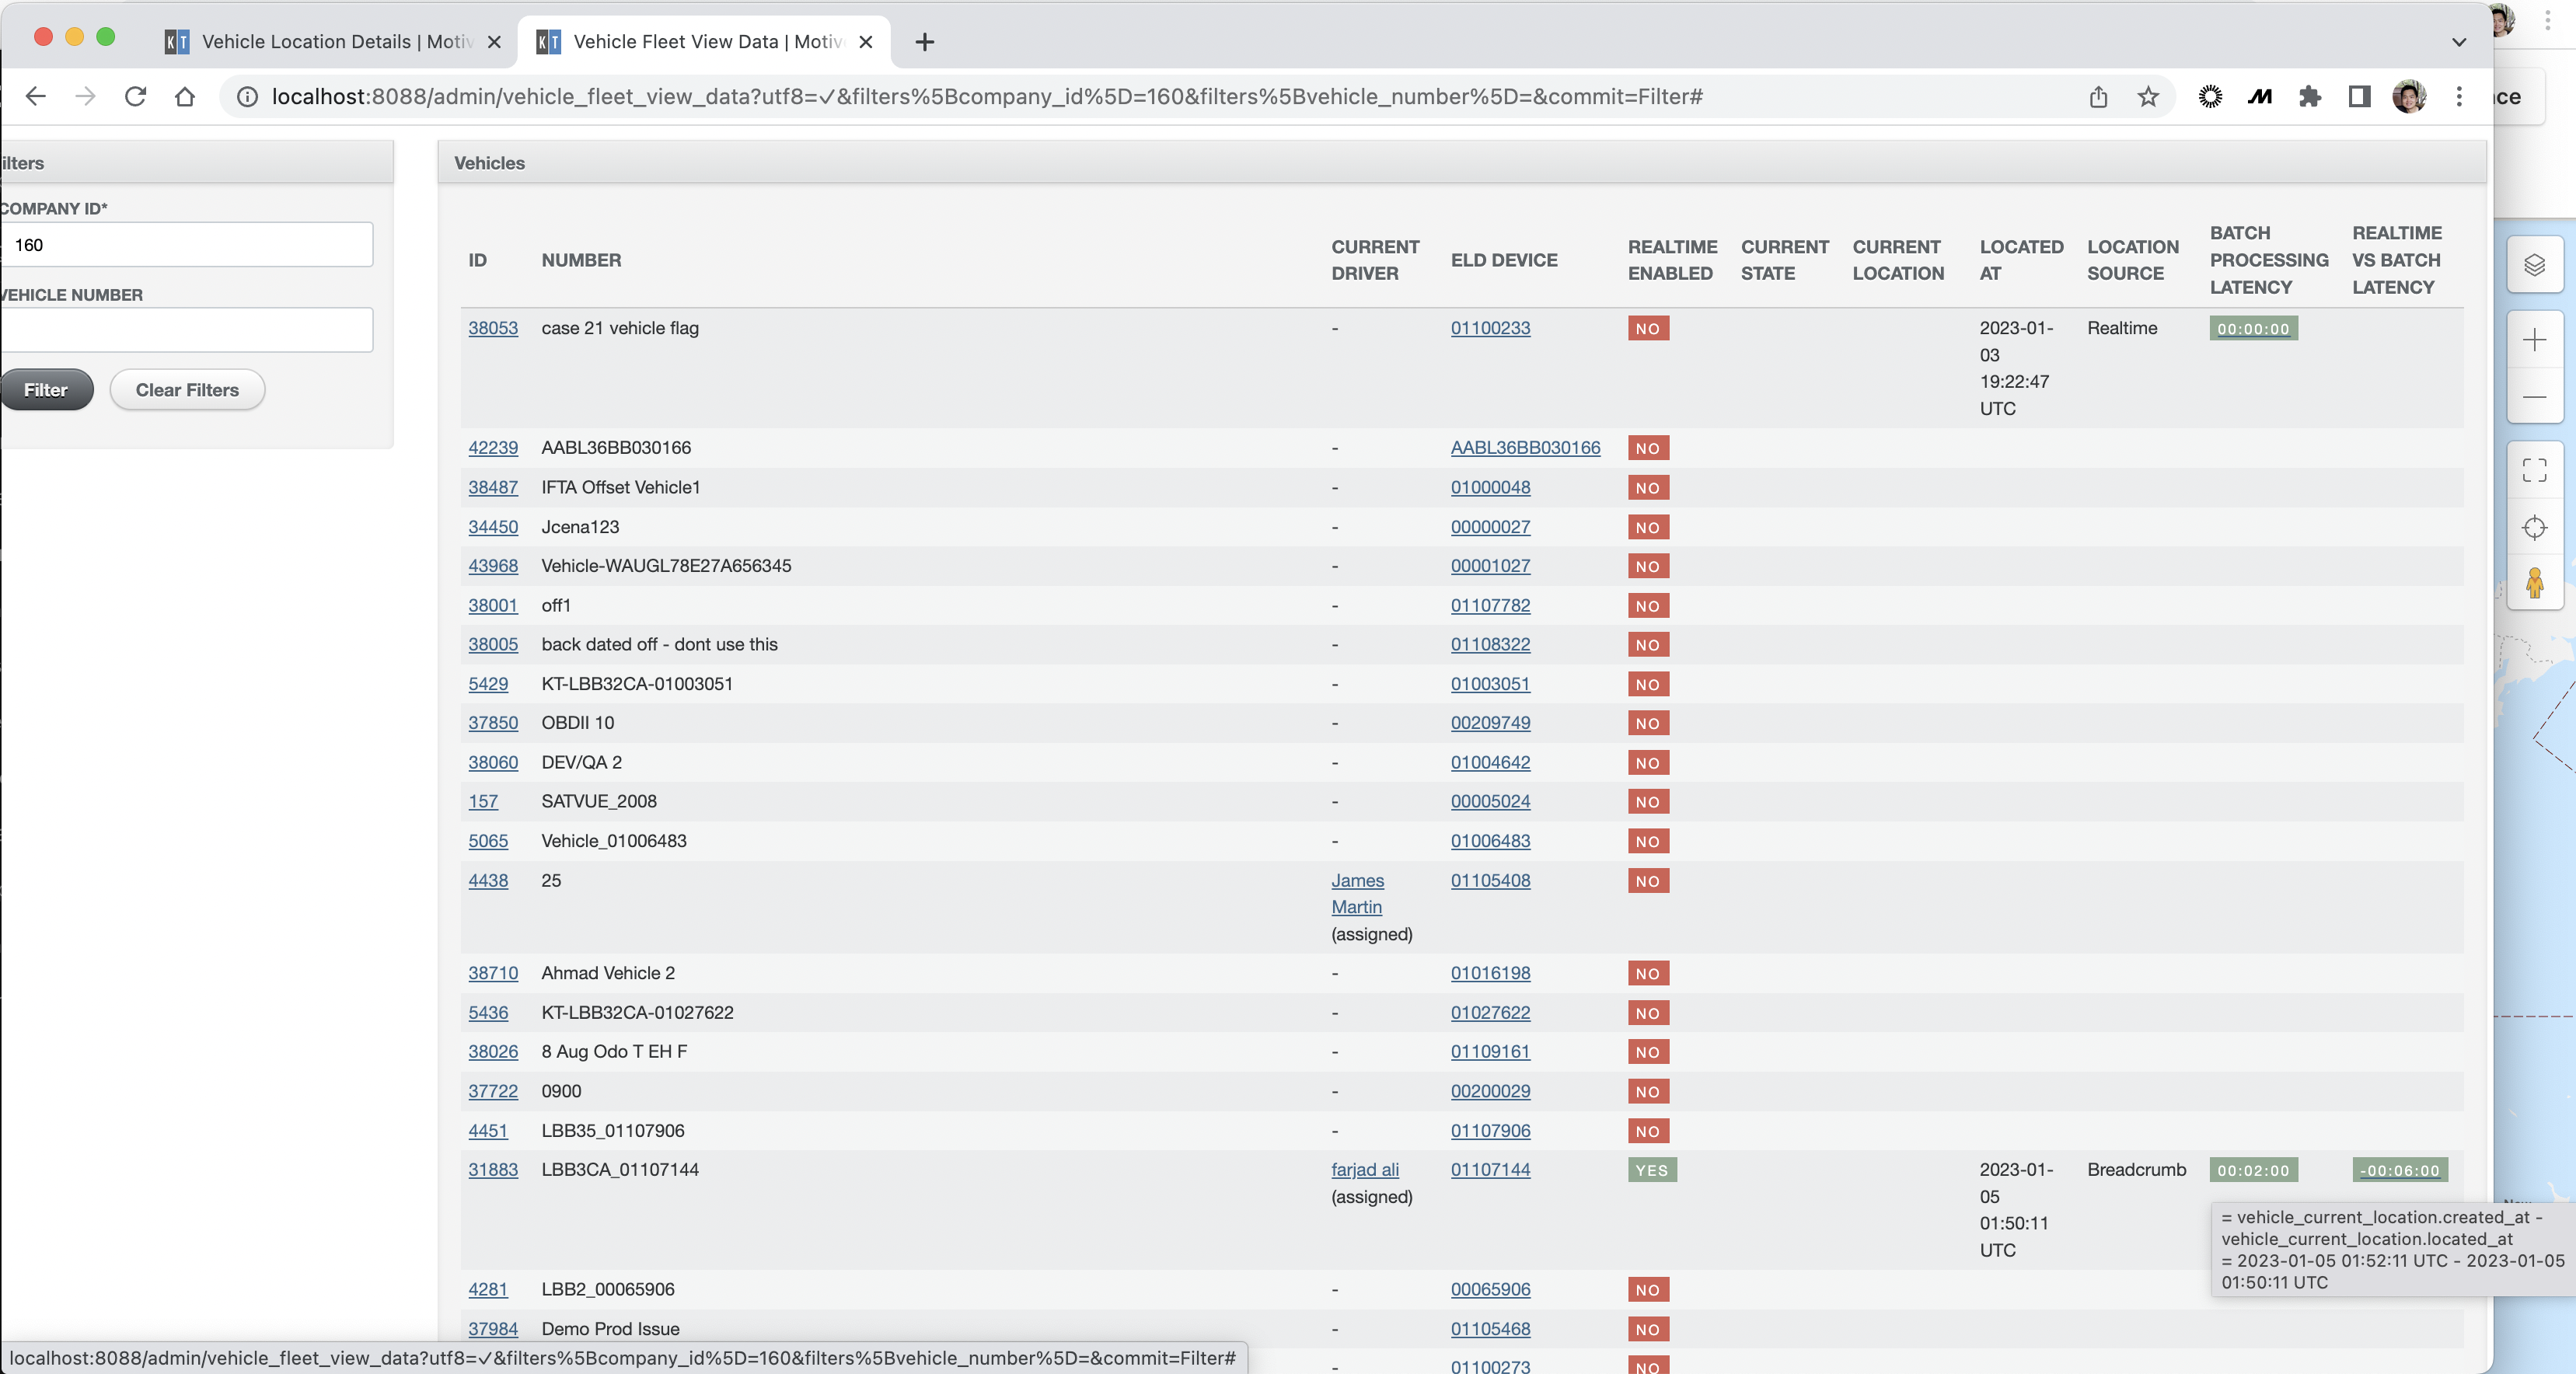 KT Vehicle Location Details | Motiv
KT Vehicle Fleet View Data | Motiv
localhost:8088/admin/vehicle_fleet_view_data?utf8=✓&filters%5Bcompany_id%5D=160&filters%5Bvehicle_number%5D=&commit=Filter#
ce
ilters
COMPANY ID*
160
VEHICLE NUMBER
Filter Clear Filters
Vehicles
ID NUMBER CURRENT DRIVER ELD DEVICE REALTIME ENABLED CURRENT STATE CURRENT LOCATION LOCATED AT LOCATION SOURCE BATCH PROCESSING LATENCY REALTIME VS BATCH LATENCY
38053 case 21 vehicle flag - 01100233 NO 2023-01-03 19:22:47 UTC Realtime 00:00:00
42239 AABL36BB030166 - AABL36BB030166 NO
38487 IFTA Offset Vehicle1 - 01000048 NO
34450 Jcena123 - 00000027 NO
43968 Vehicle-WAUGL78E27A656345 - 00001027 NO
38001 off1 - 01107782 NO
38005 back dated off - dont use this - 01108322 NO
5429 KT-LBB32CA-01003051 - 01003051 NO
37850 OBDII 10 - 00209749 NO
38060 DEV/QA 2 - 01004642 NO
157 SATVUE_2008 - 00005024 NO
5065 Vehicle_01006483 - 01006483 NO
4438 25 James Martin (assigned) 01105408 NO
38710 Ahmad Vehicle 2 - 01016198 NO
5436 KT-LBB32CA-01027622 - 01027622 NO
38026 8 Aug Odo T EH F - 01109161 NO
37722 0900 - 00200029 NO
4451 LBB35_01107906 - 01107906 NO
31883 LBB3CA_01107144 farjad ali (assigned) 01107144 YES 2023-01-05 01:50:11 UTC Breadcrumb 00:02:00 -00:06:00
= vehicle_current_location.created_at -
vehicle_current_location.located_at
= 2023-01-05 01:52:11 UTC - 2023-01-05
01:50:11 UTC
4281 LBB2_00065906 - 00065906 NO
37984 Demo Prod Issue - 01105468 NO
- 01100273 NO
localhost:8088/admin/vehicle_fleet_view_data?utf8=✓&filters%5Bcompany_id%5D=160&filters%5Bvehicle_number%5D=&commit=Filter#